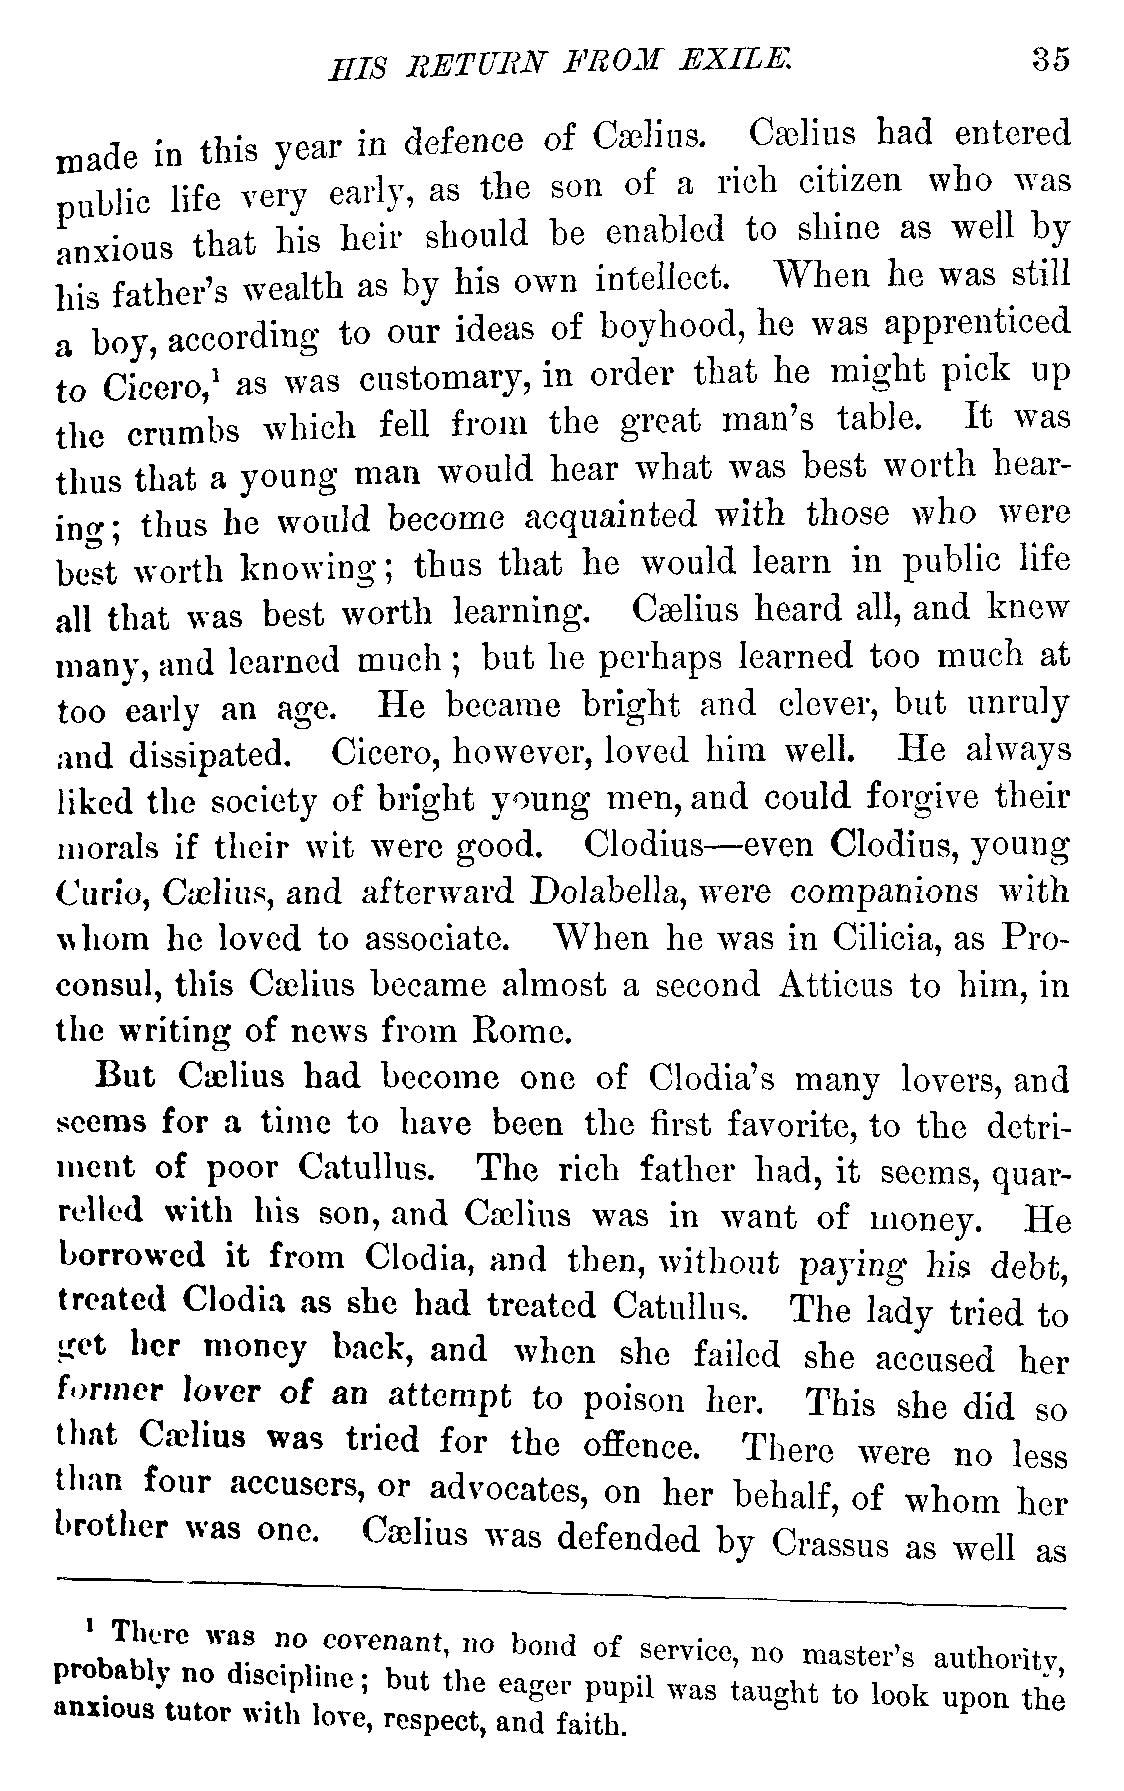 HIS RETURN FROM EXILE. 35
made in this year in defence of Cælius. Cælius had entered
public life very early, as the son of a rich citizen who was
anxious that his heir should be enabled to shine as well by
his father's wealth as by his own intellect. When he was still
a boy, according to our ideas of boyhood, he was apprenticed
to Cicero,¹ as was customary, in order that he might pick up
the crumbs which fell from the great man's table. It was
thus that a young man would hear what was best worth hear-
ing; thus he would become acquainted with those who were
best worth knowing; thus that he would learn in public life
all that was best worth learning. Cælius heard all, and knew
many, and learned much; but he perhaps learned too much at
too early an age. He became bright and clever, but unruly
and dissipated. Cicero, however, loved him well. He always
liked the society of bright young men, and could forgive their
morals if their wit were good. Clodius—even Clodius, young
Curio, Cælius, and afterward Dolabella, were companions with
whom he loved to associate. When he was in Cilicia, as Pro-
consul, this Cælius became almost a second Atticus to him, in
the writing of news from Rome.
But Cælius had become one of Clodia's many lovers, and
seems for a time to have been the first favorite, to the detri-
ment of poor Catullus. The rich father had, it seems, quar-
relled with his son, and Cælius was in want of money. He
borrowed it from Clodia, and then, without paying his debt,
treated Clodia as she had treated Catullus. The lady tried to
get her money back, and when she failed she accused her
former lover of an attempt to poison her. This she did so
that Cælius was tried for the offence. There were no less
than four accusers, or advocates, on her behalf, of whom her
brother was one. Cælius was defended by Crassus as well as
¹ There was no covenant, no bond of service, no master's authority,
probably no discipline; but the eager pupil was taught to look upon the
anxious tutor with love, respect, and faith.